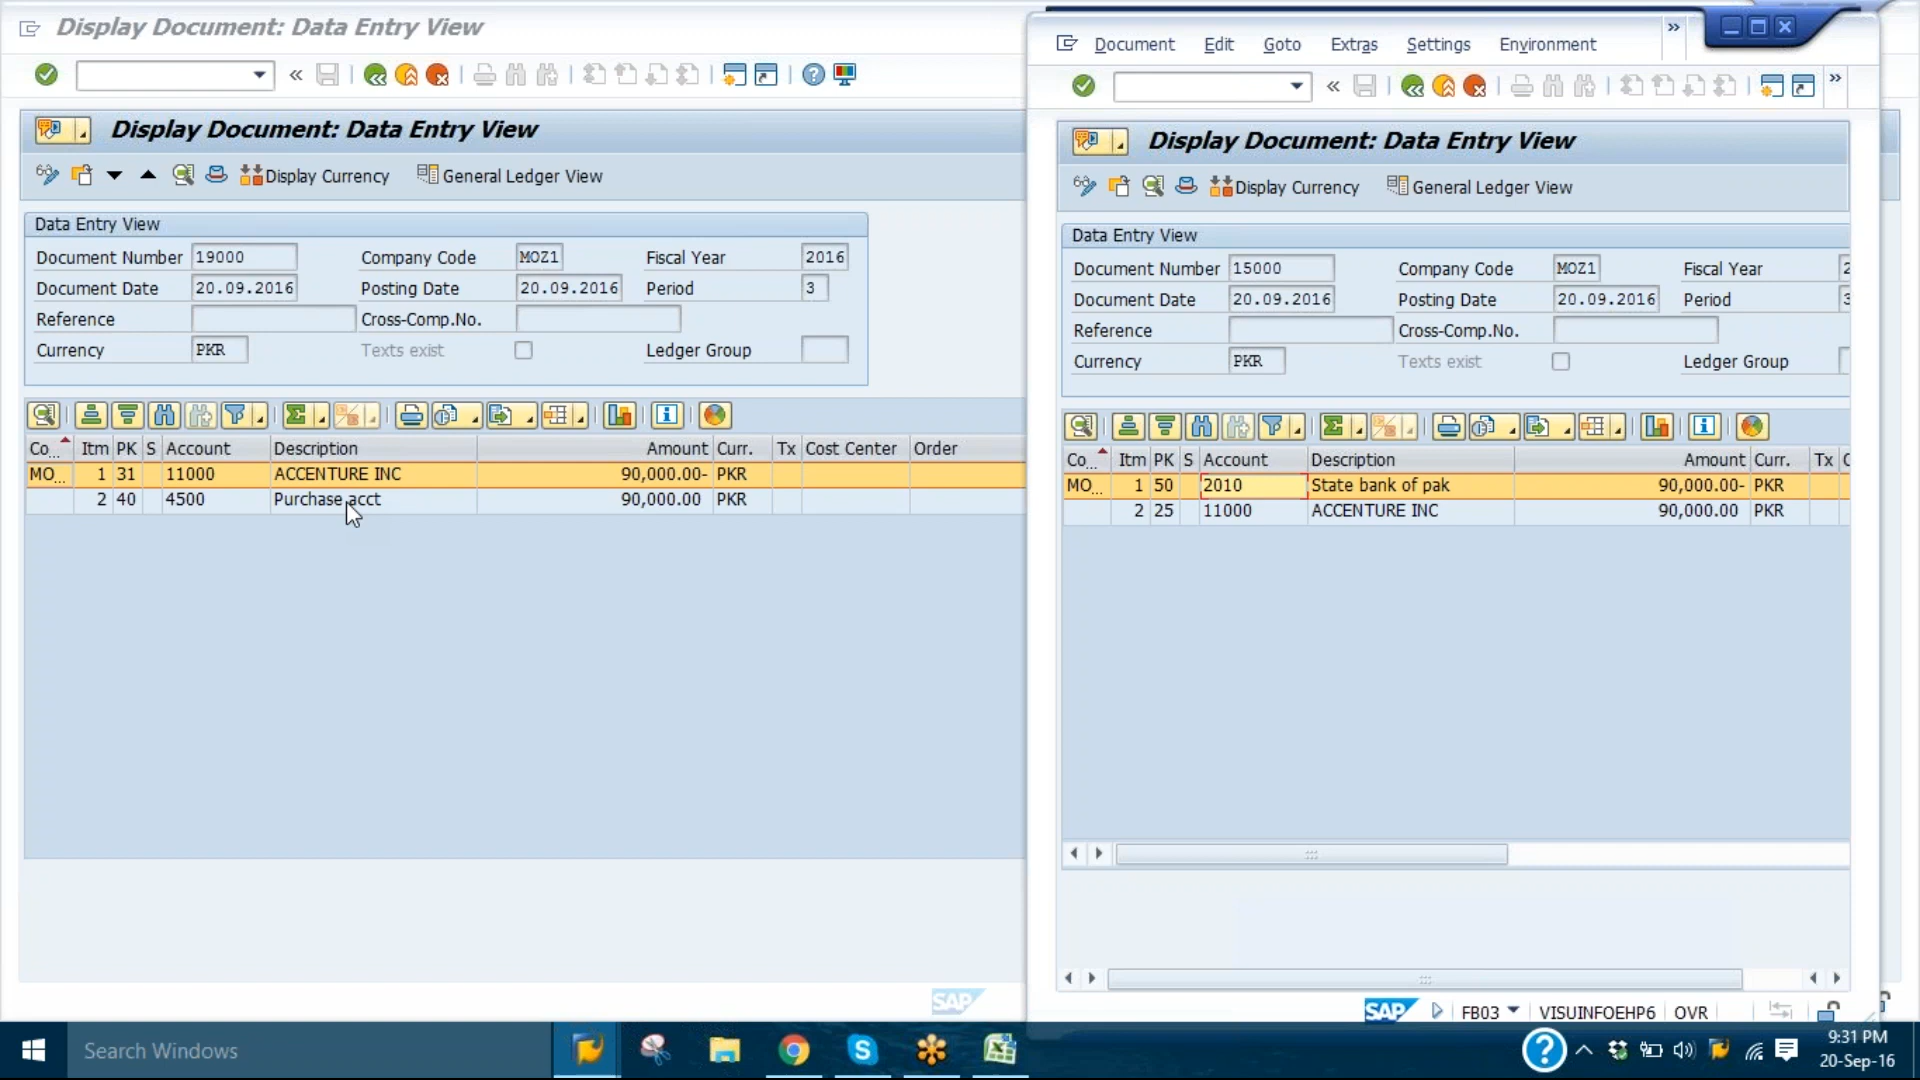 Display Document: Data Entry View
Display Document: Data Entry View
Display Currency
General Ledger View
Data Entry View
Document Number 19000 Company Code MOZ1 Fiscal Year 2016
Document Date 20.09.2016 Posting Date 20.09.2016 Period 3
Reference Cross-Comp.No.
Currency PKR Texts exist Ledger Group
Co... Itm PK S Account Description Amount Curr. Tx Cost Center Order
MO... 1 31 11000 ACCENTURE INC 90,000.00- PKR
2 40 4500 Purchase acct 90,000.00 PKR
SAP
Document Edit Goto Extras Settings Environment
Display Document: Data Entry View
Display Currency
General Ledger View
Data Entry View
Document Number 15000 Company Code MOZ1 Fiscal Year 2
Document Date 20.09.2016 Posting Date 20.09.2016 Period 3
Reference Cross-Comp.No.
Currency PKR Texts exist Ledger Group
Co... Itm PK S Account Description Amount Curr. Tx C
MO... 1 50 2010 State bank of pak 90,000.00- PKR
2 25 11000 ACCENTURE INC 90,000.00 PKR
SAP FB03 VISUINFOEHP6 OVR
Search Windows
9:31 PM
20-Sep-16